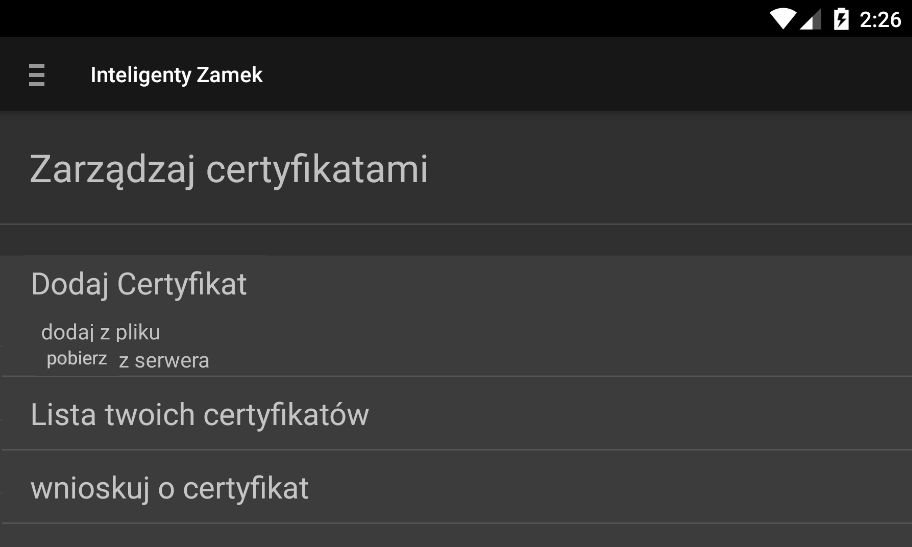 2:26
Inteligenty Zamek
Zarządzaj certyfikatami
Dodaj Certyfikat
dodaj z pliku
pobierz z serwera
Lista twoich certyfikatów
wnioskuj o certyfikat